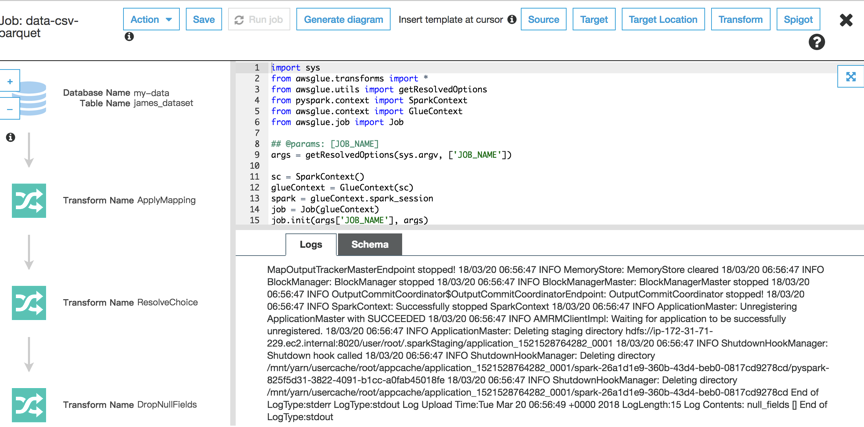 Job: data-csv-parquet
Action
Save
Run job
Generate diagram
Insert template at cursor
Source
Target
Target Location
Transform
Spigot
Database Name my-data
Table Name james_dataset
Transform Name ApplyMapping
Transform Name ResolveChoice
Transform Name DropNullFields
1 import sys
2 from awsglue.transforms import *
3 from awsglue.utils import getResolvedOptions
4 from pyspark.context import SparkContext
5 from awsglue.context import GlueContext
6 from awsglue.job import Job
7
8 ## @params: [JOB_NAME]
9 args = getResolvedOptions(sys.argv, ['JOB_NAME'])
10
11 sc = SparkContext()
12 glueContext = GlueContext(sc)
13 spark = glueContext.spark_session
14 job = Job(glueContext)
15 job.init(args['JOB_NAME'], args)
Logs
Schema
MapOutputTrackerMasterEndpoint stopped! 18/03/20 06:56:47 INFO MemoryStore: MemoryStore cleared 18/03/20 06:56:47 INFO
BlockManager: BlockManager stopped 18/03/20 06:56:47 INFO BlockManagerMaster: BlockManagerMaster stopped 18/03/20
06:56:47 INFO OutputCommitCoordinator$OutputCommitCoordinatorEndpoint: OutputCommitCoordinator stopped! 18/03/20
06:56:47 INFO SparkContext: Successfully stopped SparkContext 18/03/20 06:56:47 INFO ApplicationMaster: Unregistering
ApplicationMaster with SUCCEEDED 18/03/20 06:56:47 INFO AMRMClientImpl: Waiting for application to be successfully
unregistered. 18/03/20 06:56:47 INFO ApplicationMaster: Deleting staging directory hdfs://ip-172-31-71-
229.ec2.internal:8020/user/root/.sparkStaging/application_1521528764282_0001 18/03/20 06:56:47 INFO ShutdownHookManager:
Shutdown hook called 18/03/20 06:56:47 INFO ShutdownHookManager: Deleting directory
/mnt/yarn/usercache/root/appcache/application_1521528764282_0001/spark-26a1d1e9-360b-43d4-beb0-0817cd9278cd/pyspark-
825f5d31-3822-4091-b1cc-a0fab45018fe 18/03/20 06:56:47 INFO ShutdownHookManager: Deleting directory
/mnt/yarn/usercache/root/appcache/application_1521528764282_0001/spark-26a1d1e9-360b-43d4-beb0-0817cd9278cd End of
LogType:stderr LogType:stdout Log Upload Time:Tue Mar 20 06:56:49 +0000 2018 LogLength:15 Log Contents: null_fields [] End of
LogType:stdout